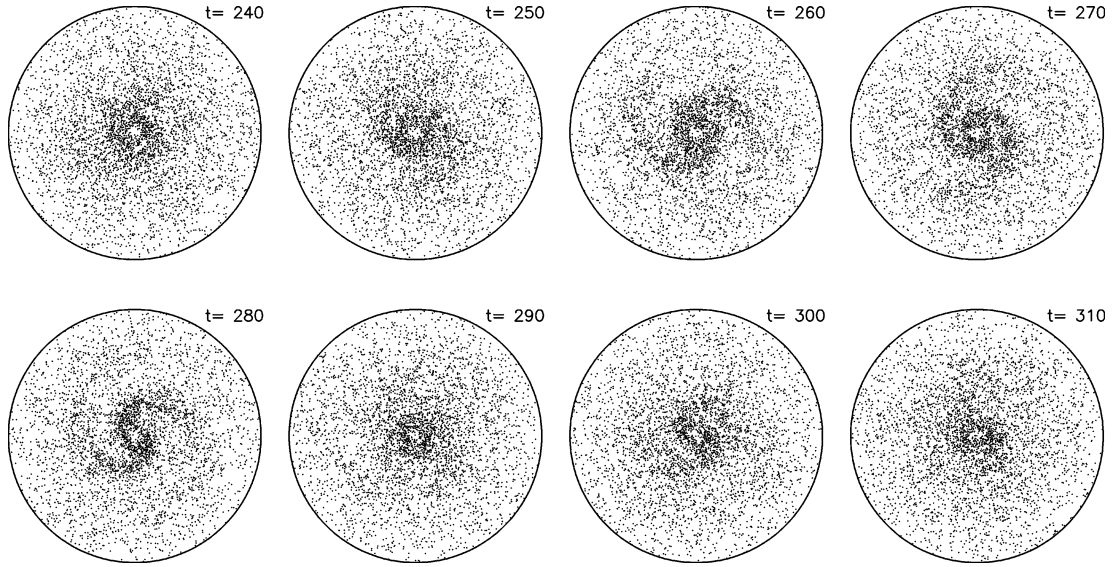 t= 240
t= 250
t= 260
t= 270
t= 280
t= 290
t= 300
t= 310